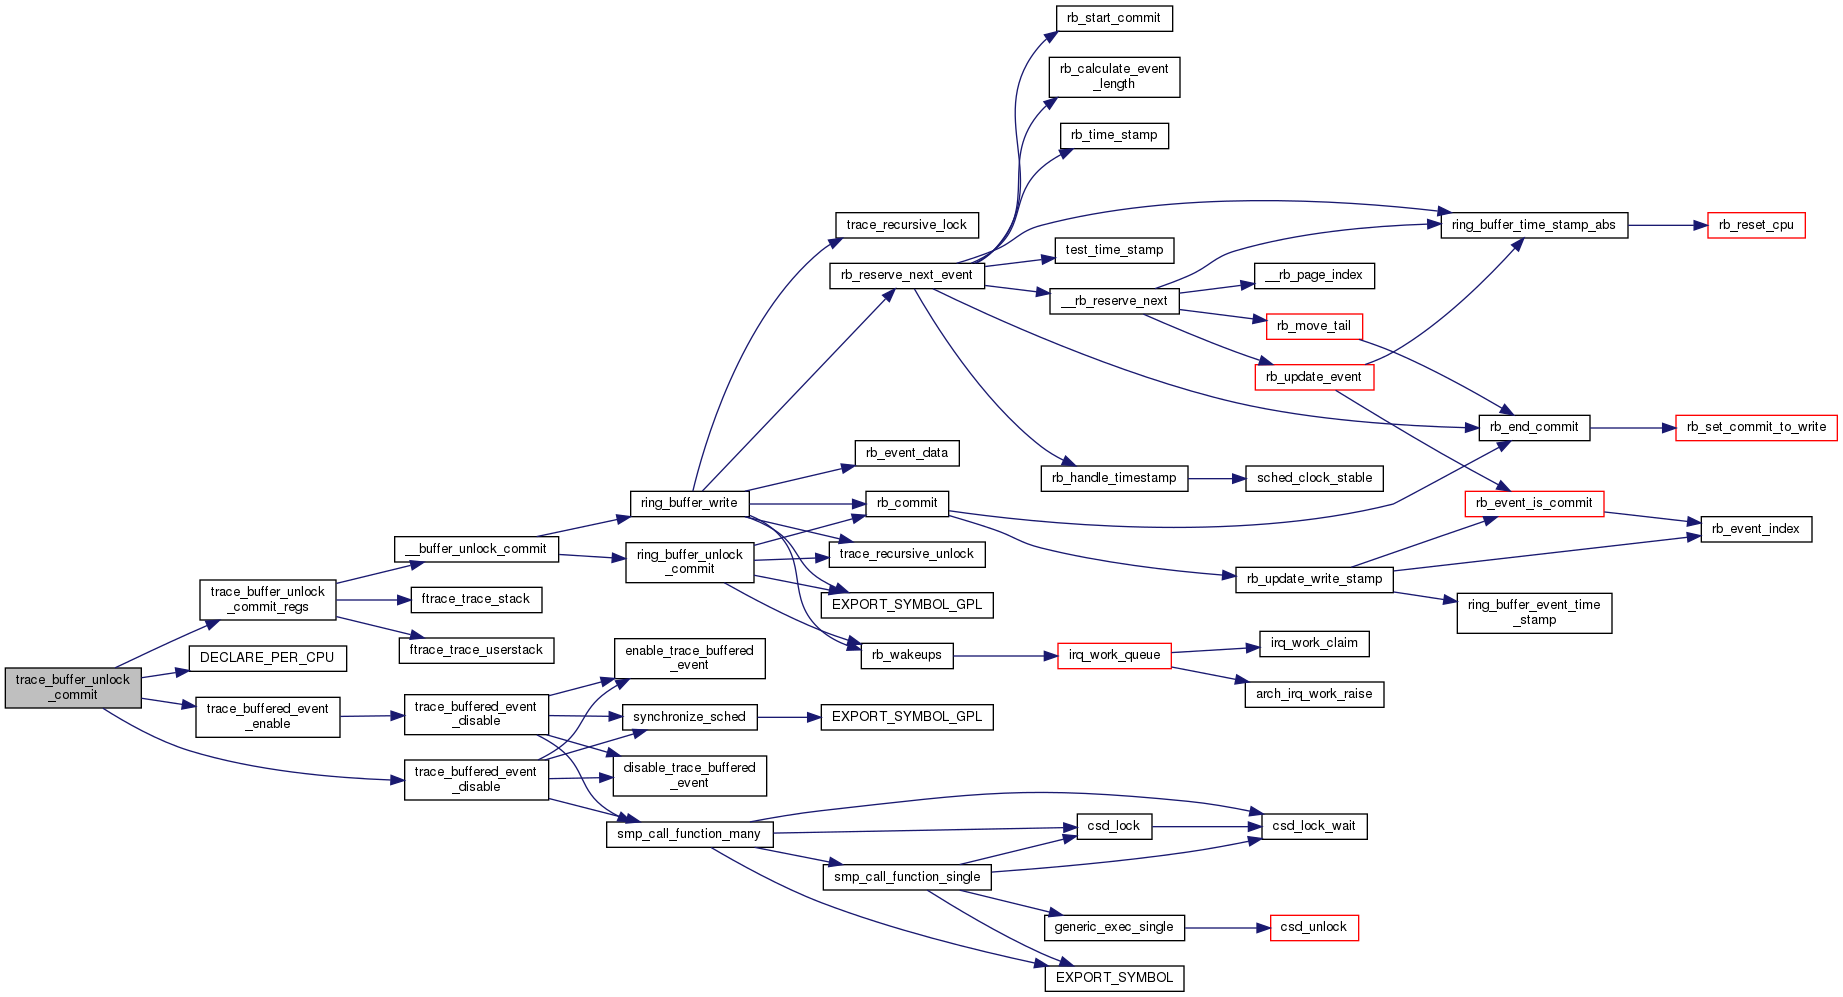 rb_start_commit
rb_calculate_event
_length
rb_time_stamp
trace_recursive_lock
ring_buffer_time_stamp_abs
rb_reset_cpu
test_time_stamp
rb_reserve_next_event
__rb_page_index
__rb_reserve_next
rb_move_tail
rb_update_event
rb_end_commit
rb_set_commit_to_write
rb_event_data
rb_handle_timestamp
sched_clock_stable
ring_buffer_write
rb_commit
rb_event_is_commit
rb_event_index
__buffer_unlock_commit
ring_buffer_unlock
_commit
trace_recursive_unlock
rb_update_write_stamp
trace_buffer_unlock
_commit_regs
ftrace_trace_stack
EXPORT_SYMBOL_GPL
ring_buffer_event_time
_stamp
ftrace_trace_userstack
DECLARE_PER_CPU
enable_trace_buffered
_event
rb_wakeups
irq_work_queue
irq_work_claim
trace_buffer_unlock
_commit
arch_irq_work_raise
trace_buffered_event
_enable
trace_buffered_event
_disable
synchronize_sched
EXPORT_SYMBOL_GPL
trace_buffered_event
_disable
disable_trace_buffered
_event
smp_call_function_many
csd_lock
csd_lock_wait
smp_call_function_single
generic_exec_single
csd_unlock
EXPORT_SYMBOL